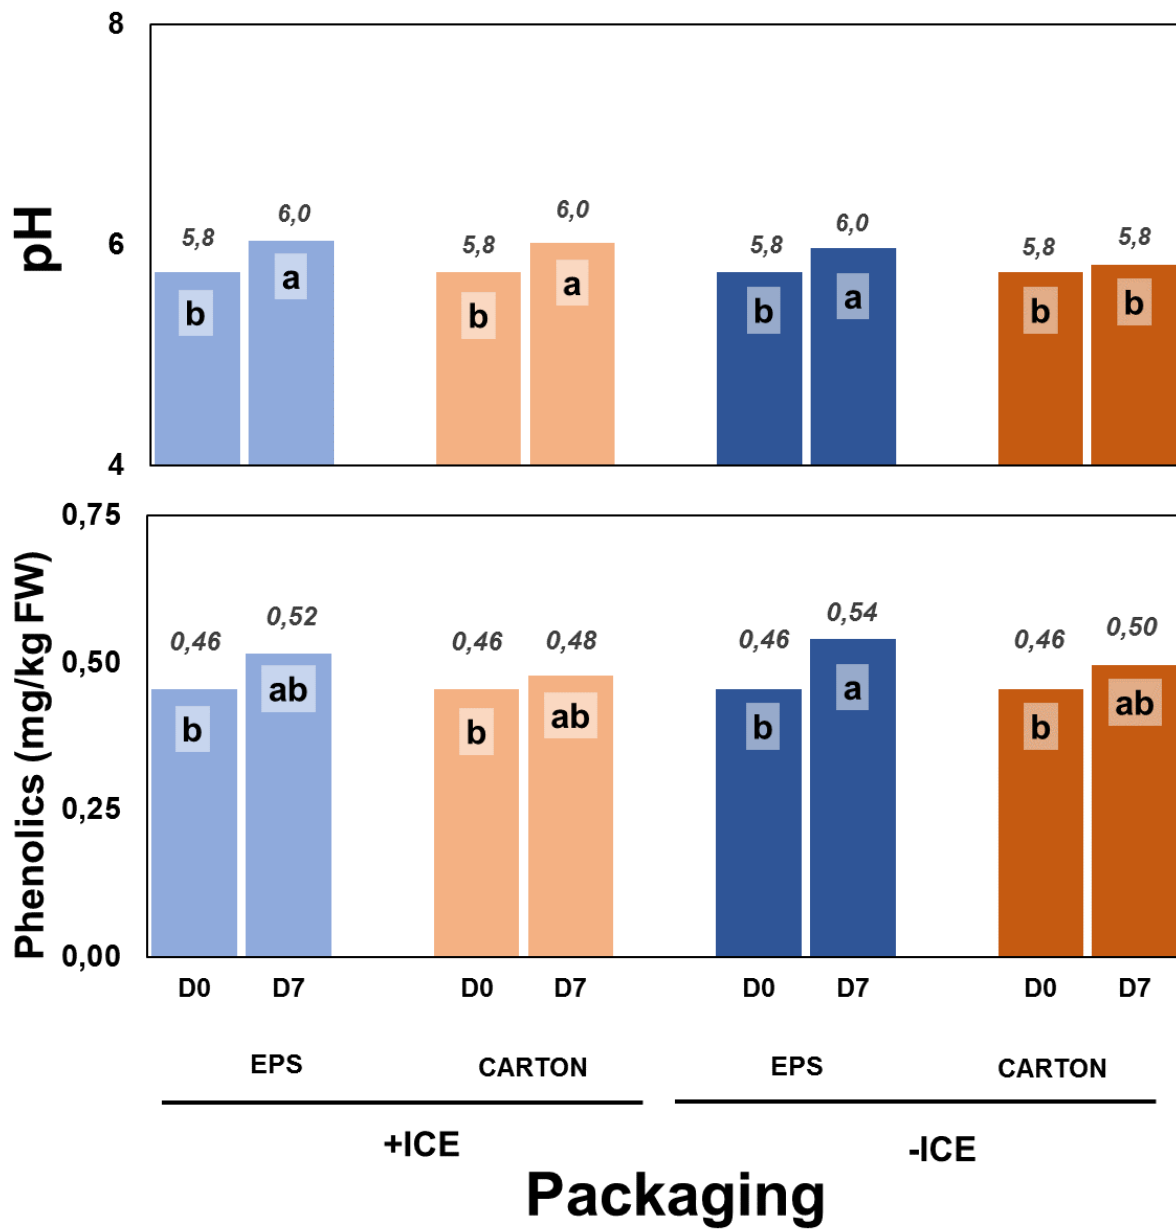 pH
8
6
4
5,8 6,0 5,8 6,0 5,8 6,0 5,8 5,8
b a b a b a b b
Phenolics (mg/kg FW)
0,75
0,50
0,25
0,00
0,46 0,52 0,46 0,48 0,46 0,54 0,46 0,50
b ab b ab b a b ab
D0 D7 D0 D7 D0 D7 D0 D7
EPS CARTON EPS CARTON
+ICE -ICE
Packaging